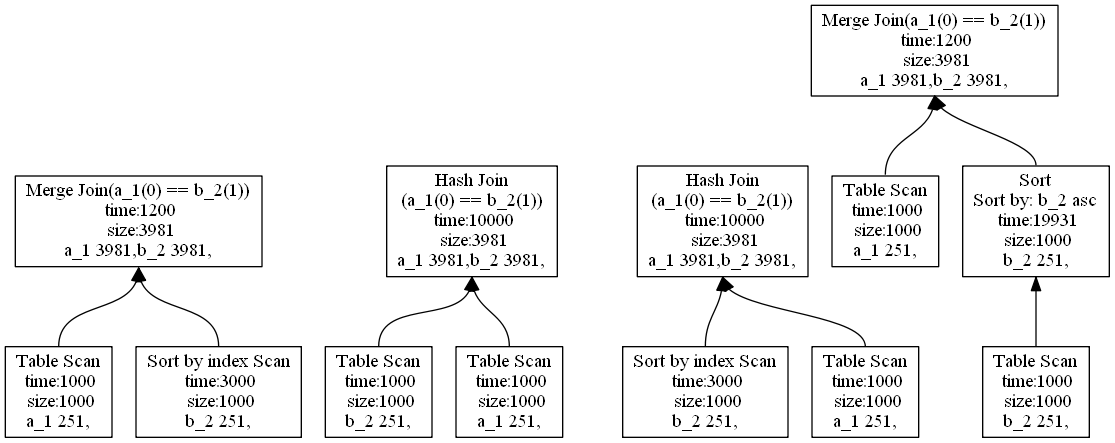 Merge Join(a_1(0) == b_2(1))
time:1200
size:3981
a_1 3981,b_2 3981,
Table Scan
time:1000
size:1000
a_1 251,
Sort by index Scan
time:3000
size:1000
b_2 251,
Hash Join
(a_1(0) == b_2(1))
time:10000
size:3981
a_1 3981,b_2 3981,
Table Scan
time:1000
size:1000
b_2 251,
Table Scan
time:1000
size:1000
a_1 251,
Hash Join
(a_1(0) == b_2(1))
time:10000
size:3981
a_1 3981,b_2 3981,
Sort by index Scan
time:3000
size:1000
b_2 251,
Table Scan
time:1000
size:1000
a_1 251,
Merge Join(a_1(0) == b_2(1))
time:1200
size:3981
a_1 3981,b_2 3981,
Table Scan
time:1000
size:1000
a_1 251,
Sort
Sort by: b_2 asc
time:19931
size:1000
b_2 251,
Table Scan
time:1000
size:1000
b_2 251,